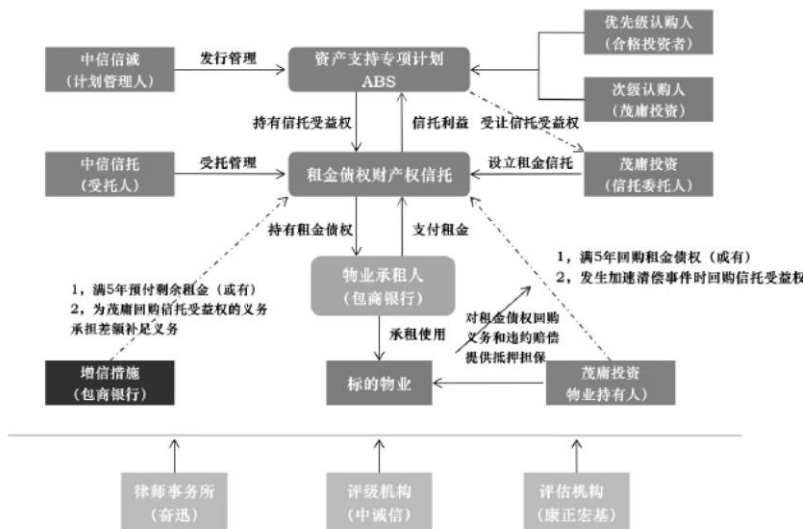 优先级认购人
(合格投资者)
中信信诚
(计划管理人)
发行管理
资产支持专项计划
ABS
次级认购人
(茂庸投资)
持有信托受益权
信托利益
受让信托受益权
中信信托
(受托人)
受托管理
租金债权财产权信托
设立租金信托
茂庸投资
(信托委托人)
持有租金债权
支付租金
1，满5年回购租金债权（或有）
2，发生加速清偿事件时回购信托受益权
物业承租人
(包商银行)
1，满5年预付剩余租金（或有）
2，为茂庸回购信托受益权的义务
承担差额补足义务
承租使用
对租金债权回购
义务和违约赔偿
提供抵押担保
增信措施
(包商银行)
标的物业
茂庸投资
物业持有人)
律师事务所
(奋迅)
评级机构
(中诚信)
评估机构
(康正宏基)